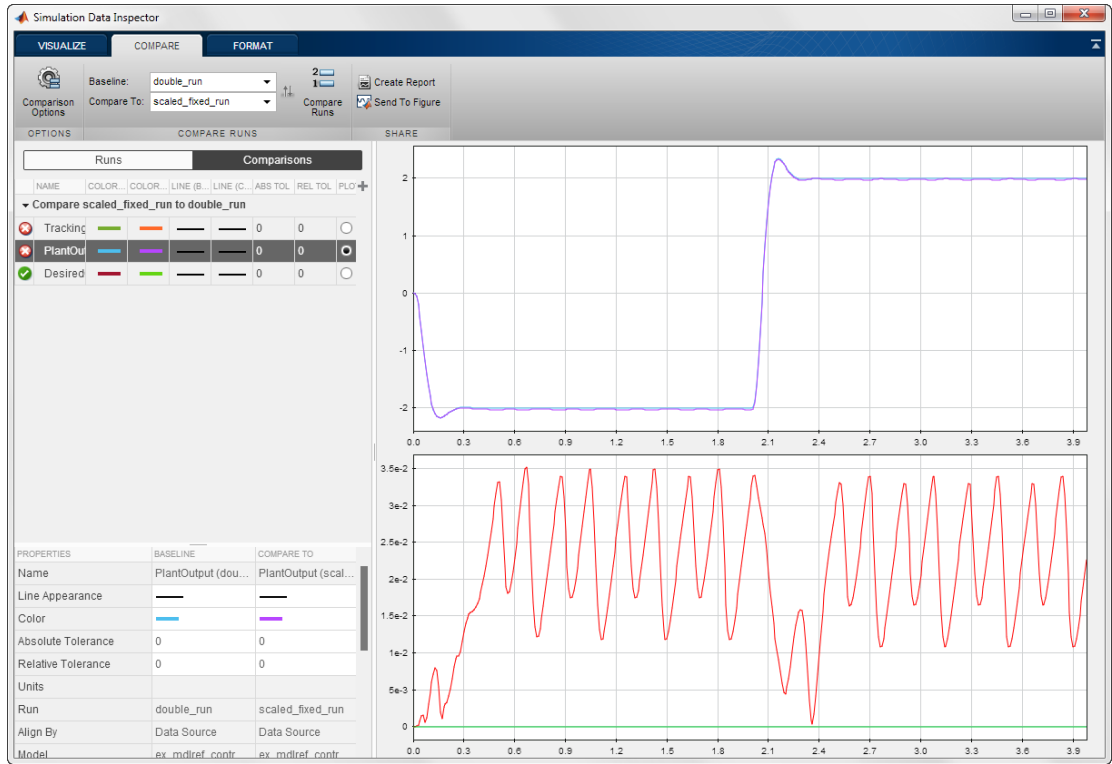 Simulation Data Inspector
VISUALIZE COMPARE FORMAT
Comparison Options
Baseline: double_run
Compare To: scaled_fixed_run
Compare Runs
Create Report
Send To Figure
OPTIONS COMPARE RUNS SHARE
Runs Comparisons
NAME COLOR... COLOR... LINE (B... LINE (C... ABS TOL REL TOL PLO
Compare scaled_fixed_run to double_run
Tracking 0 0
PlantOu 0 0
Desired 0 0
PROPERTIES BASELINE COMPARE TO
Name PlantOutput (dou... PlantOutput (scal...
Line Appearance
Color
Absolute Tolerance 0 0
Relative Tolerance 0 0
Units
Run double_run scaled_fixed_run
Align By Data Source Data Source
Model ex_mdlref_contr ex_mdlref_contr
2
1
0
-1
-2
0.0 0.3 0.6 0.9 1.2 1.5 1.8 2.1 2.4 2.7 3.0 3.3 3.6 3.9
3.5e-2
3e-2
2.5e-2
2e-2
1.5e-2
1e-2
5e-3
0
0.0 0.3 0.6 0.9 1.2 1.5 1.8 2.1 2.4 2.7 3.0 3.3 3.6 3.9